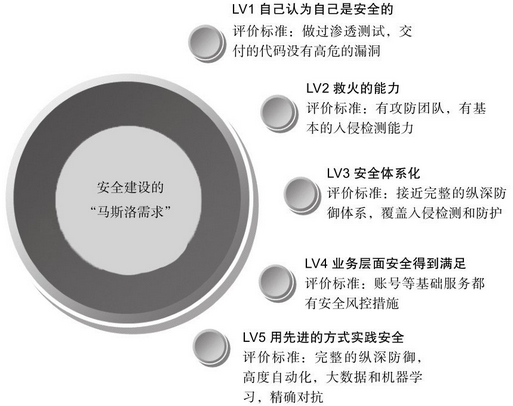 LV1 自己认为自己是安全的
评价标准：做过渗透测试，交
付的代码没有高危的漏洞
LV2 救火的能力
评价标准：有攻防团队，有基
本的入侵检测能力
安全建设的
“马斯洛需求”
LV3 安全体系化
评价标准：接近完整的纵深防
御体系，覆盖入侵检测和防护
LV4 业务层面安全得到满足
评价标准：账号等基础服务都
有安全风控措施
LV5 用先进的方式实践安全
评价标准：完整的纵深防御，
高度自动化，大数据和机器学
习，精确对抗